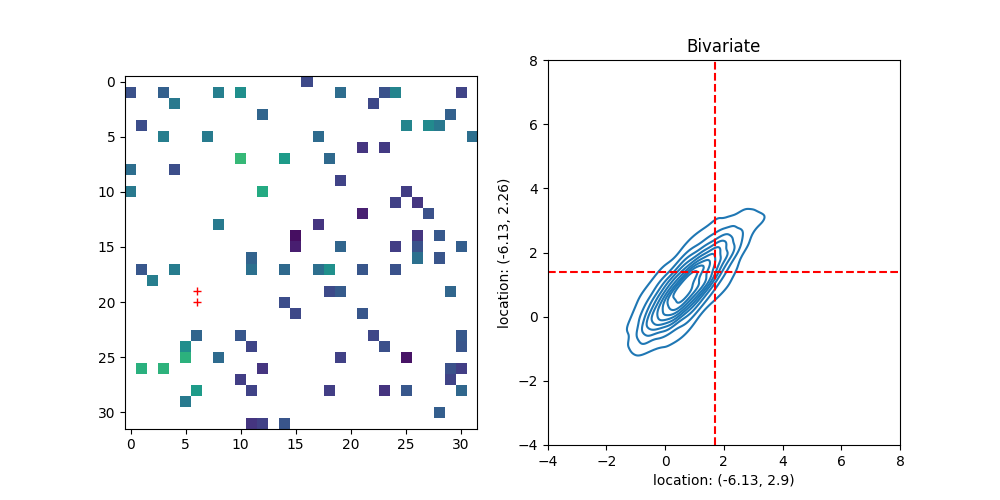 Bivariate
0
5
10
15
20
25
30
0 5 10 15 20 25 30
location: (-6.13, 2.26)
8
6
4
2
0
−2
−4
−4 −2 0 2 4 6 8
location: (-6.13, 2.9)